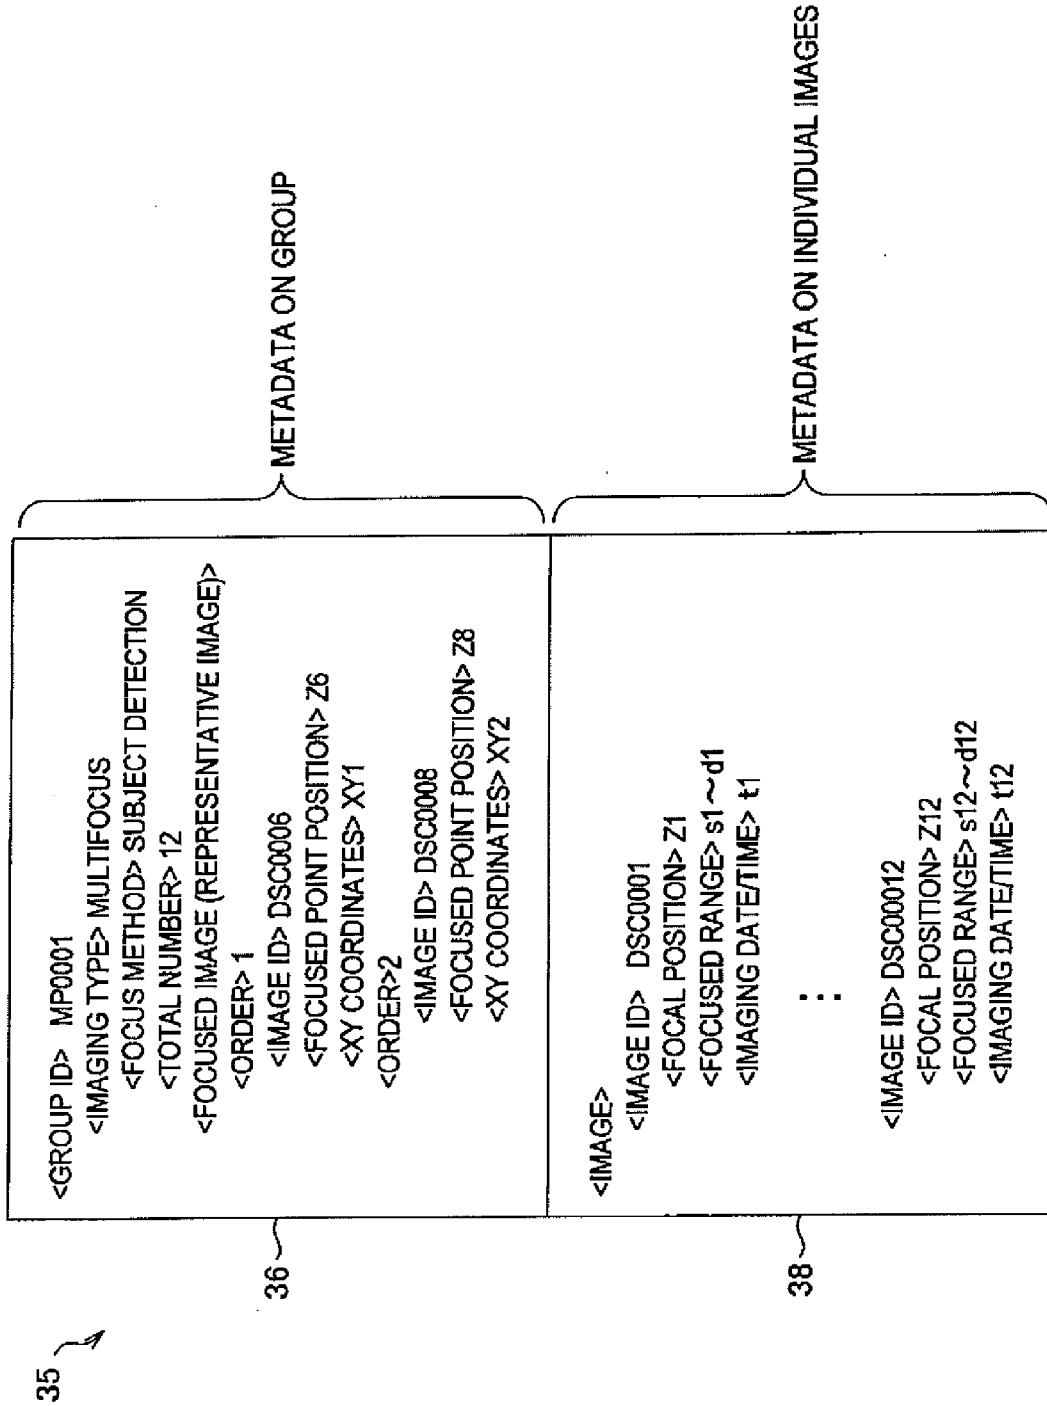 35
36
<GROUP ID> MP0001
<IMAGING TYPE> MULTIFOCUS
<FOCUS METHOD> SUBJECT DETECTION
<TOTAL NUMBER> 12
<FOCUSED IMAGE (REPRESENTATIVE IMAGE)>
<ORDER> 1
<IMAGE ID> DSC0006
<FOCUSED POINT POSITION> Z6
<XY COORDINATES> XY1
<ORDER>2
<IMAGE ID> DSC0008
<FOCUSED POINT POSITION> Z8
<XY COORDINATES> XY2
METADATA ON GROUP
38
<IMAGE>
<IMAGE ID> DSC0001
<FOCAL POSITION> Z1
<FOCUSED RANGE> s1~d1
<IMAGING DATE/TIME> t1
...
<IMAGE ID> DSC00012
<FOCAL POSITION> Z12
<FOCUSED RANGE> s12~d12
<IMAGING DATE/TIME> t12
METADATA ON INDIVIDUAL IMAGES